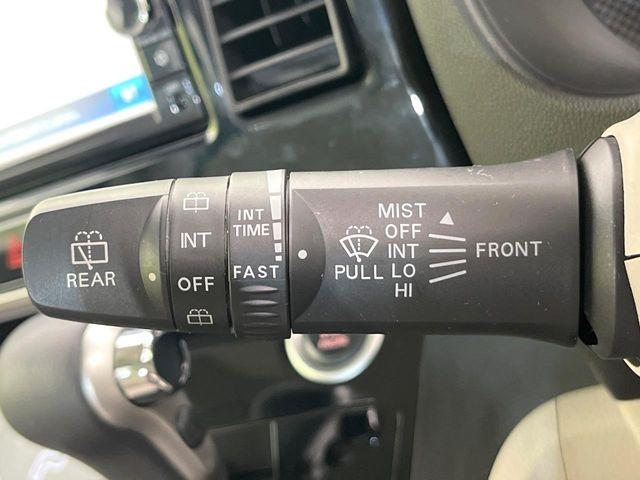 REAR
INT
OFF
INT
TIME
FAST
PULL
MIST
OFF
INT
LO
HI
FRONT